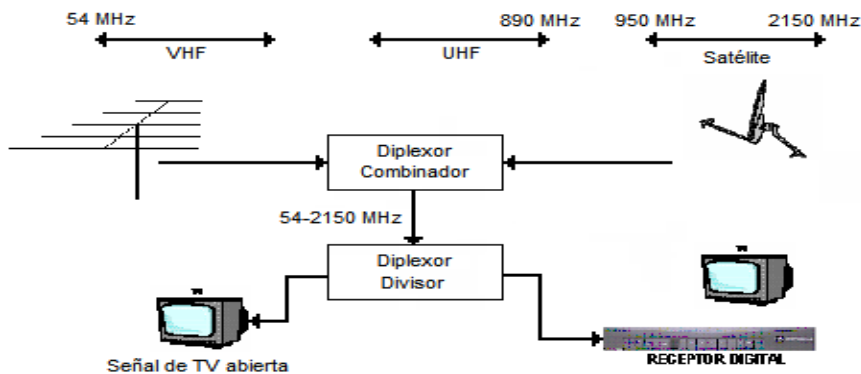 54 MHz 890 MHz 950 MHz 2150 MHz
VHF UHF Satélite
Diplexor
Combinador
54-2150 MHz
Diplexor
Divisor
Señal de TV abierta
RECEPTOR DIGITAL